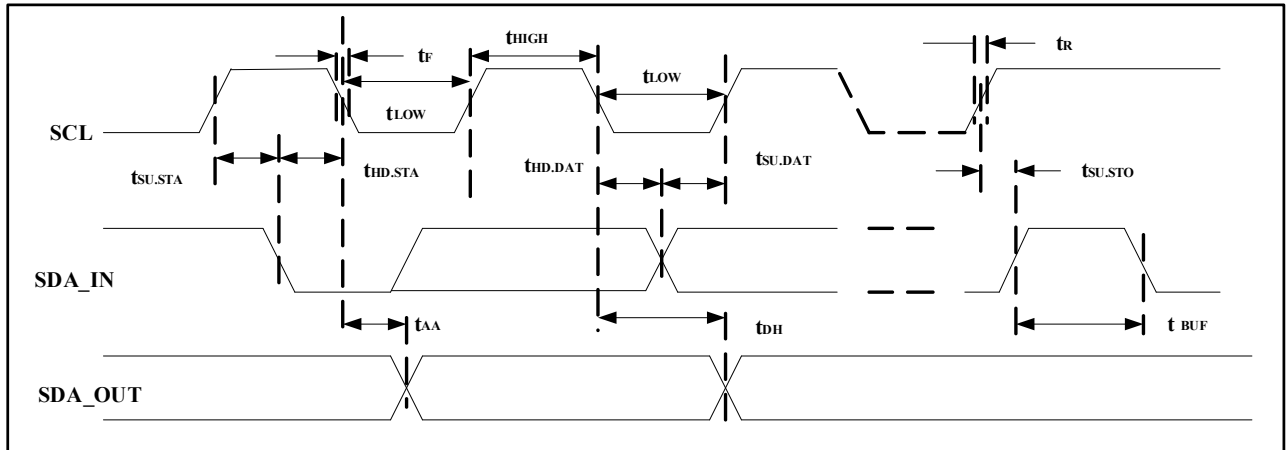 tF
tHIGH
tR
tLOW
tLOW
SCL
tSU.STA
tHD.STA
tHD.DAT
tSU.DAT
tSU.STO
SDA_IN
tAA
tDH
t BUF
SDA_OUT